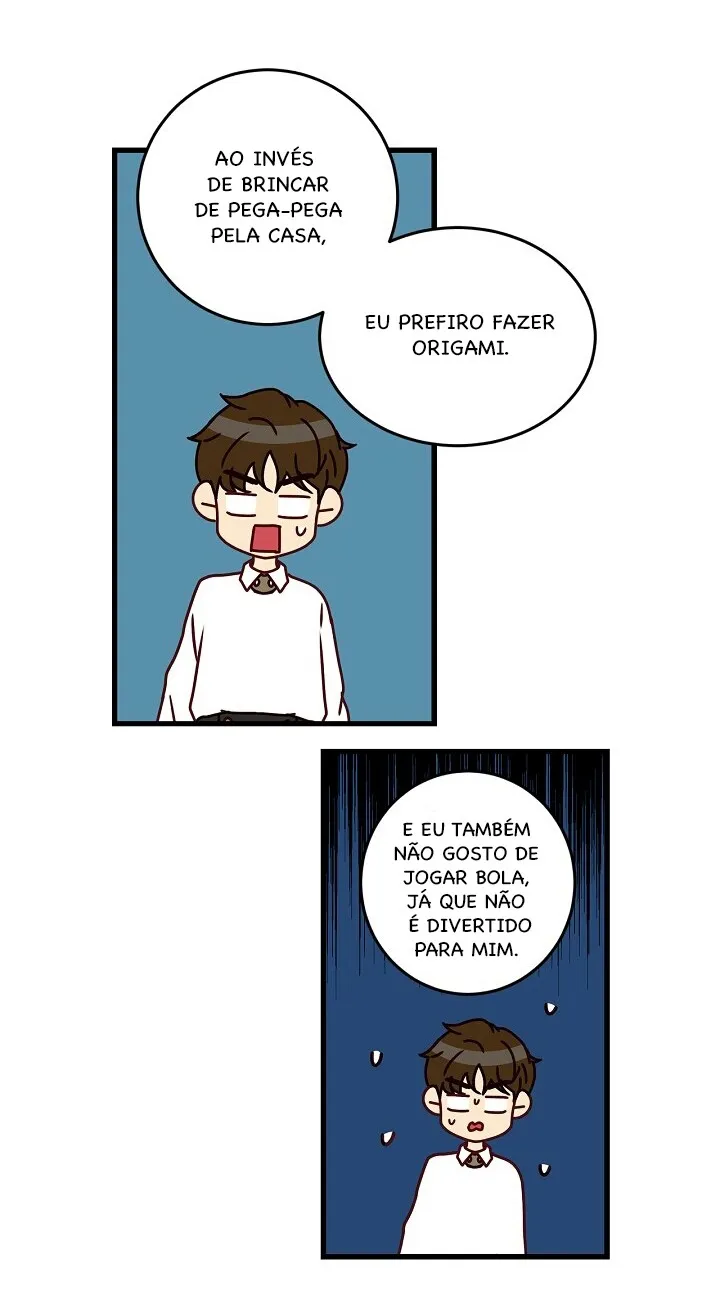 AO INVÉS
DE BRINCAR
DE PEGA-PEGA
PELA CASA,
EU PREFIRO FAZER
ORIGAMI.
E EU TAMBÉM
NÃO GOSTO DE
JOGAR BOLA,
JÁ QUE NÃO
É DIVERTIDO
PARA MIM.